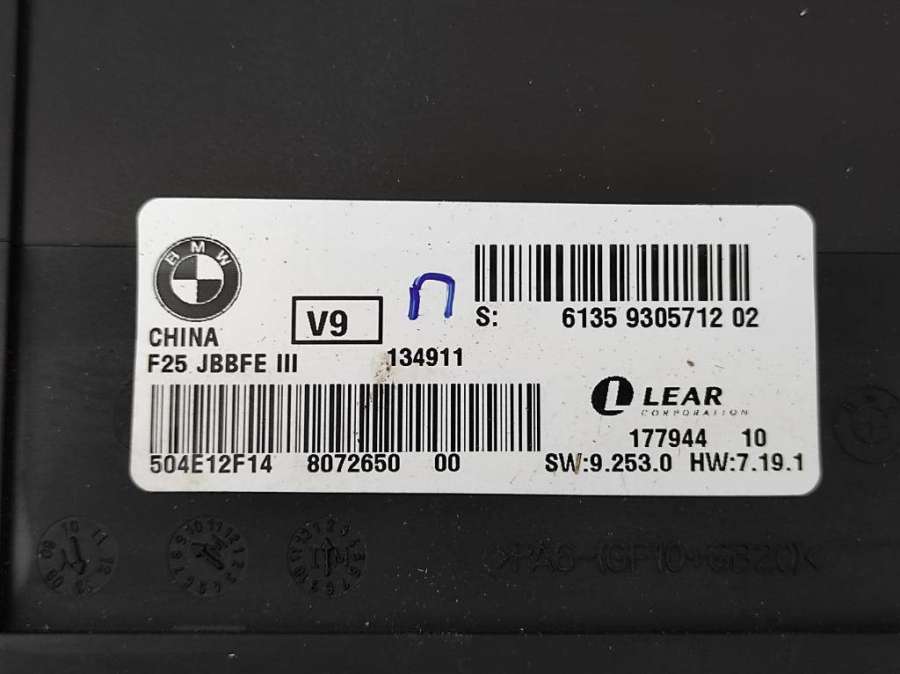 BMW
CHINA
V9
F25 JBBFE III
134911
S: 6135 9305712 02
LEAR
CORPORATION
177944 10
504E12F14 8072650 00
SW:9.253.0 HW:7.19.1